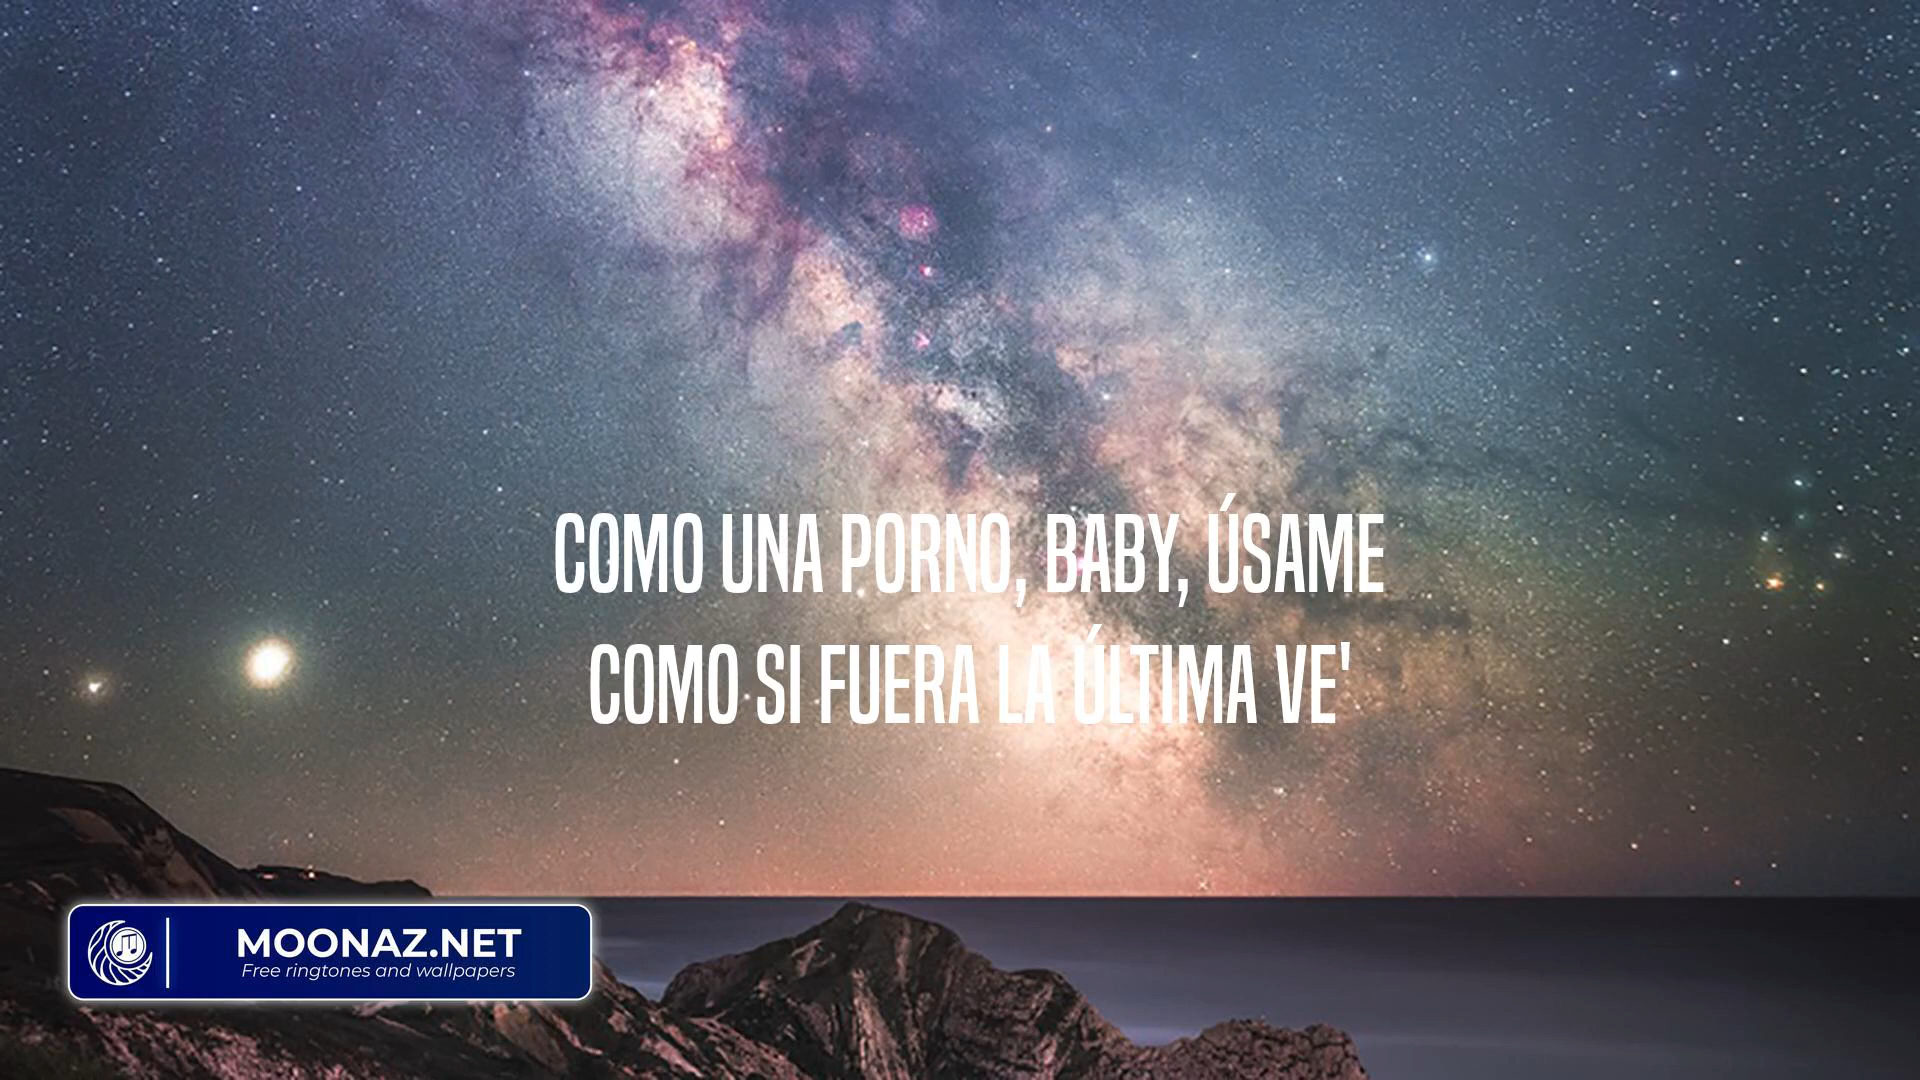 COMO UNA PORNO, BABY, ÚSAME
COMO SI FUERA LA ÚLTIMA VE'
MOONAZ.NET
Free ringtones and wallpapers